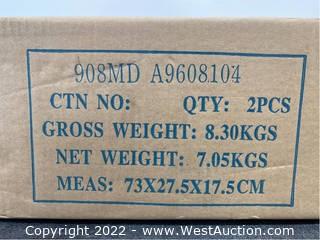 908MD A9608104
CTN NO: QTY: 2PCS
GROSS WEIGHT: 8.30KGS
NET WEIGHT: 7.05KGS
MEAS: 73X27.5X17.5CM
Copyright 2022 - www.WestAuction.com